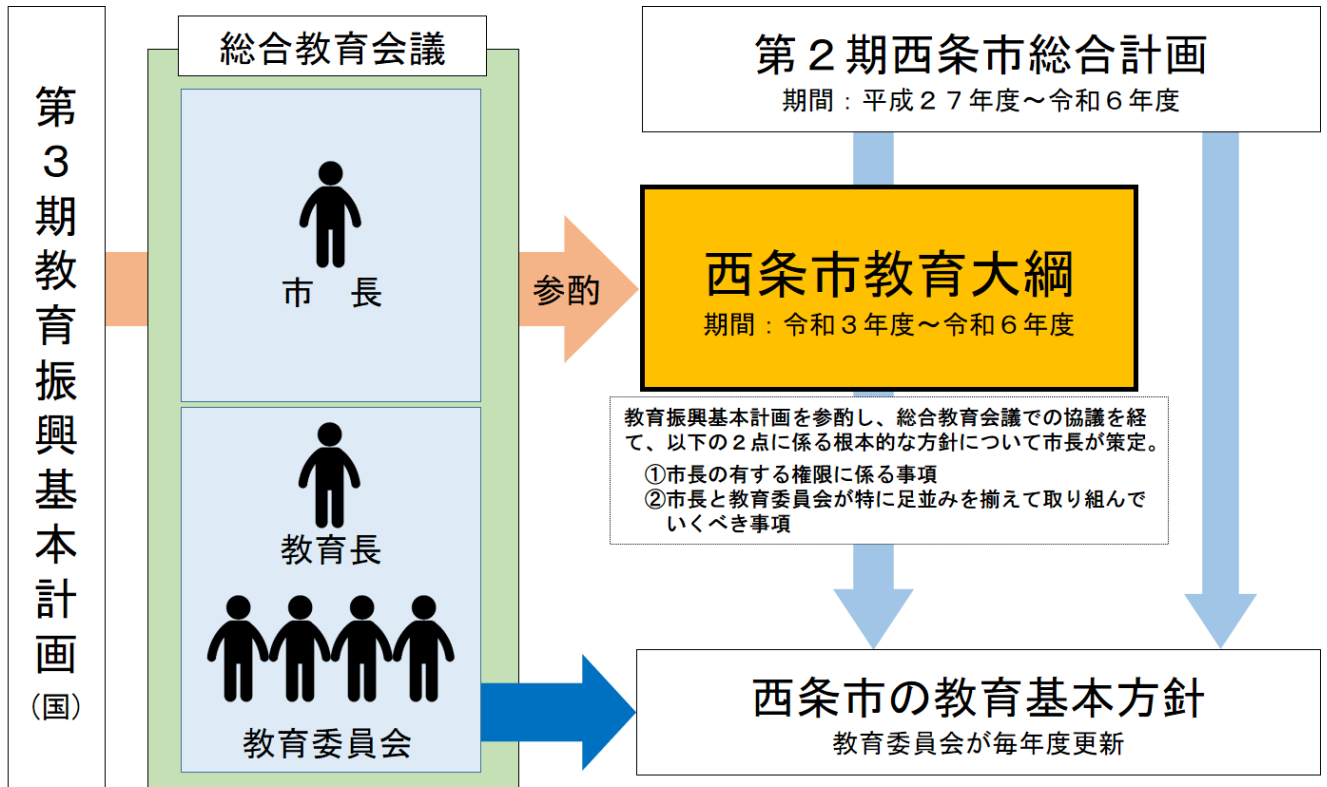 第３期教育振興基本計画
（国）
総合教育会議
市　長
教育長
教育委員会
参酌
第２期西条市総合計画
期間：平成２７年度～令和６年度
西条市教育大綱
期間：令和３年度～令和６年度
教育振興基本計画を参酌し、総合教育会議での協議を経
て、以下の２点に係る根本的な方針について市長が策定。
①市長の有する権限に係る事項
②市長と教育委員会が特に足並みを揃えて取り組んで
いくべき事項
西条市の教育基本方針
教育委員会が毎年度更新